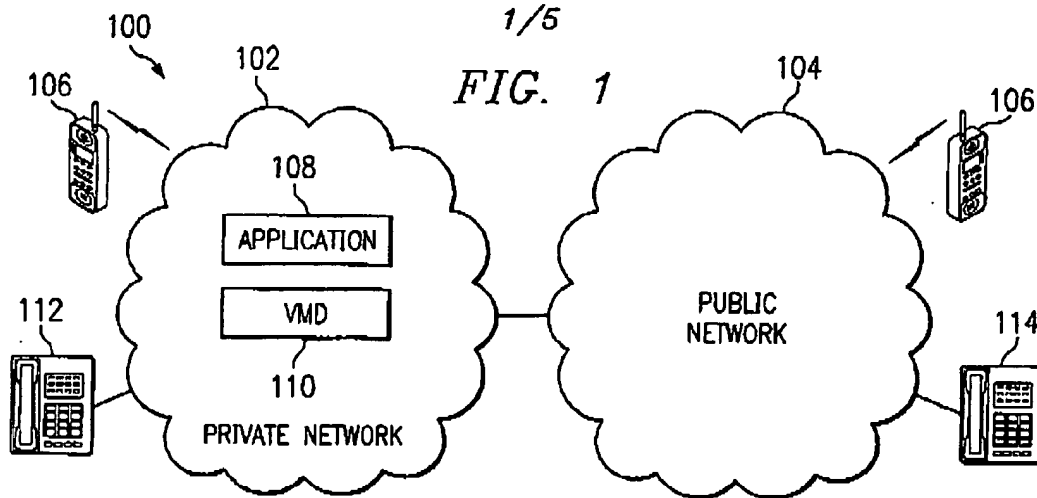 1/5
FIG. 1
100
102
104
106
106
108
APPLICATION
VMD
110
112
114
PUBLIC
NETWORK
PRIVATE NETWORK